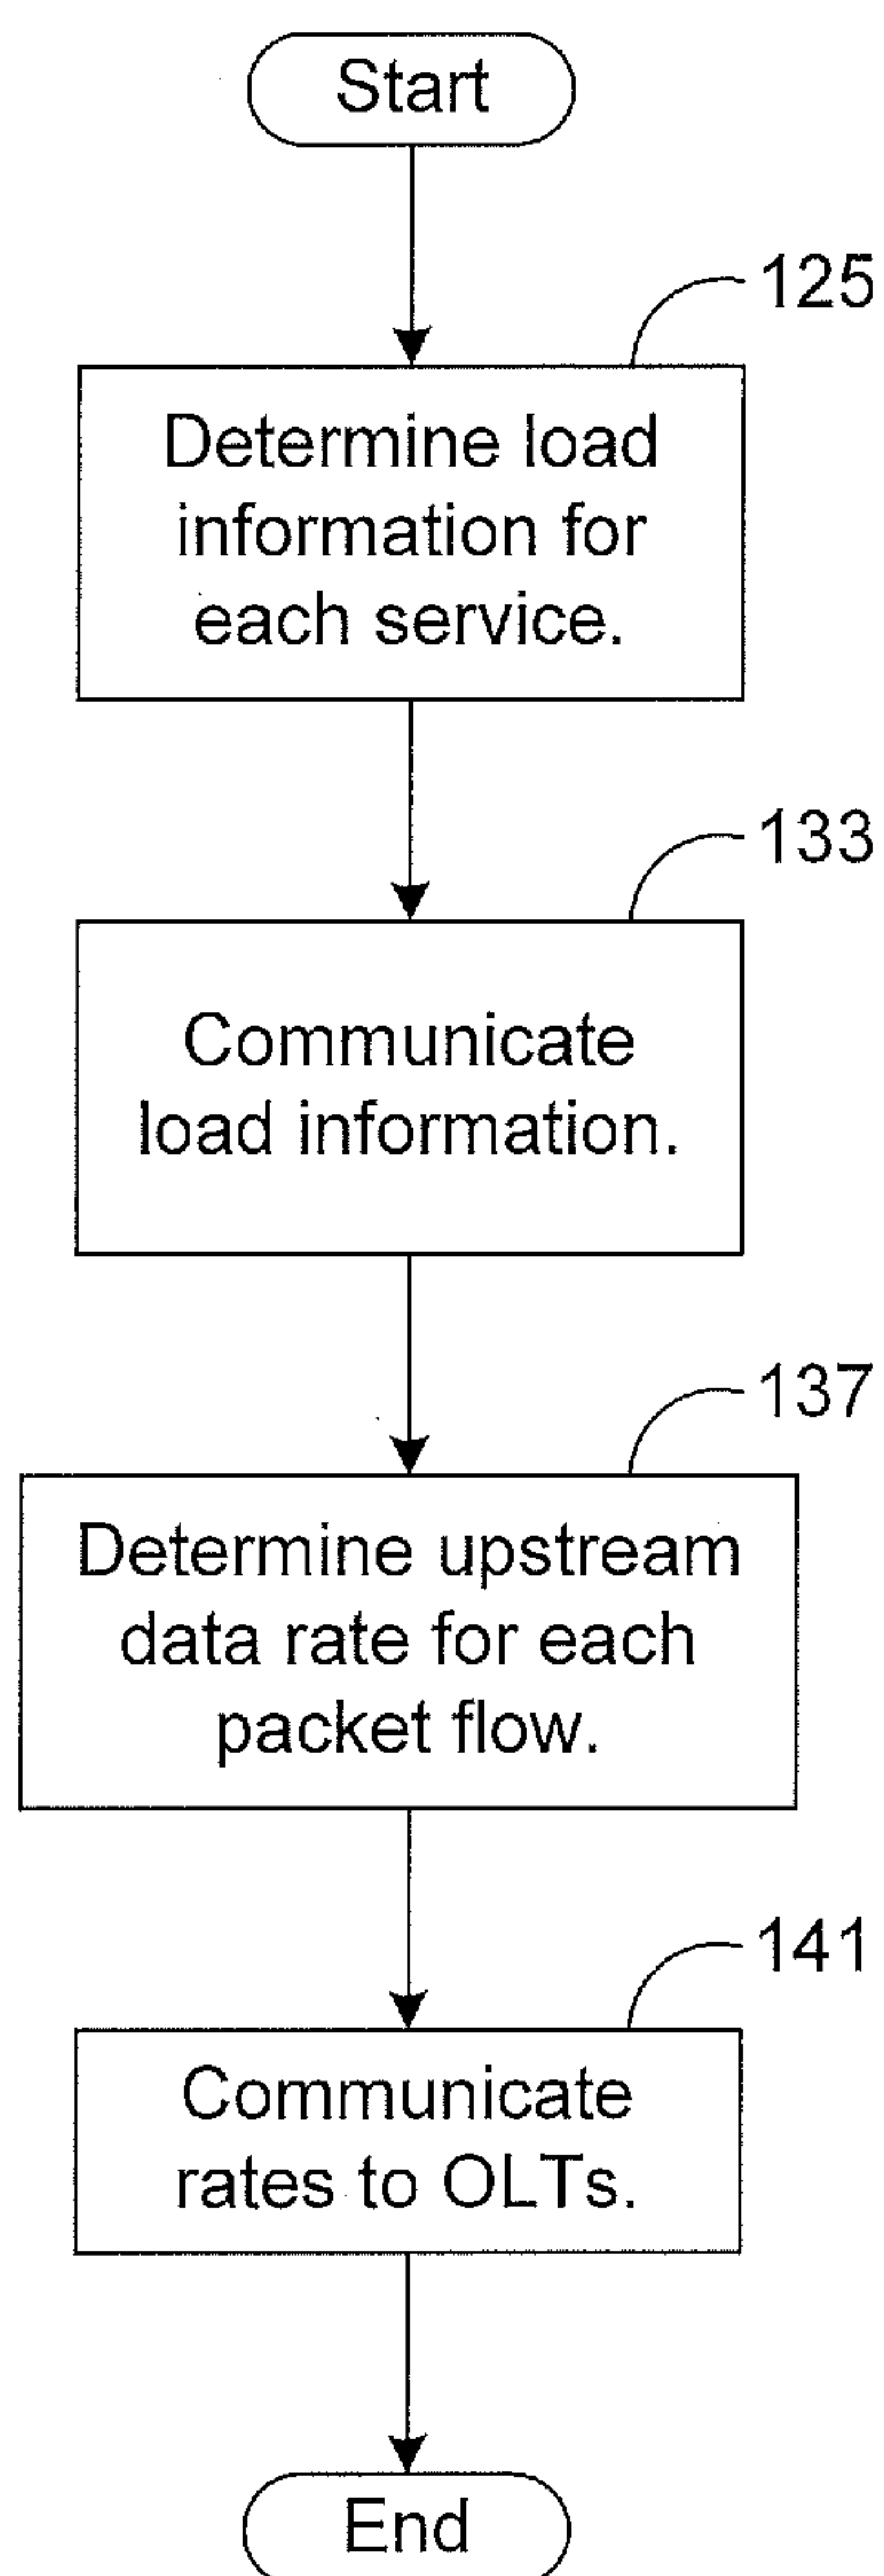 Start
125
Determine load
information for
each service.
133
Communicate
load information.
137
Determine upstream
data rate for each
packet flow.
141
Communicate
rates to OLTs.
End